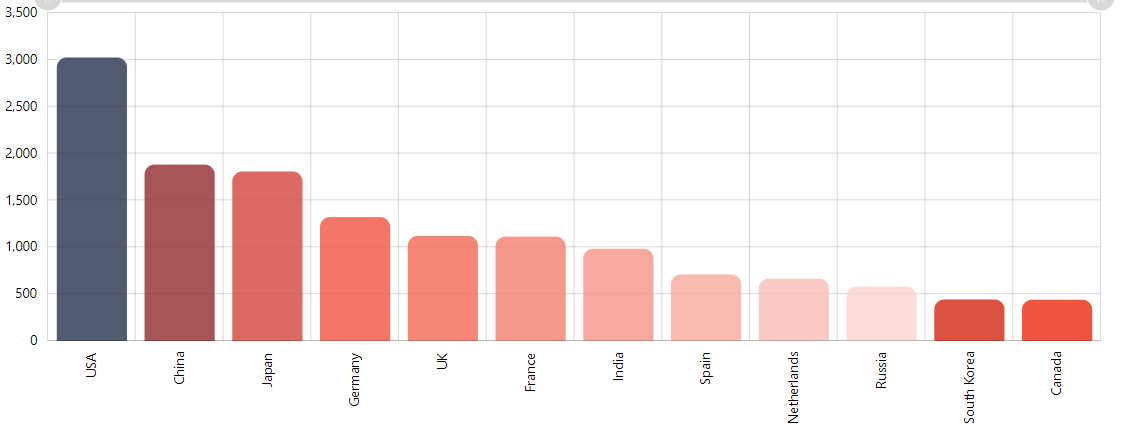 3,500
3,000
2,500
2,000
1,500
1,000
500
0
USA
China
Japan
Germany
UK
France
India
Spain
Netherlands
Russia
South Korea
Canada